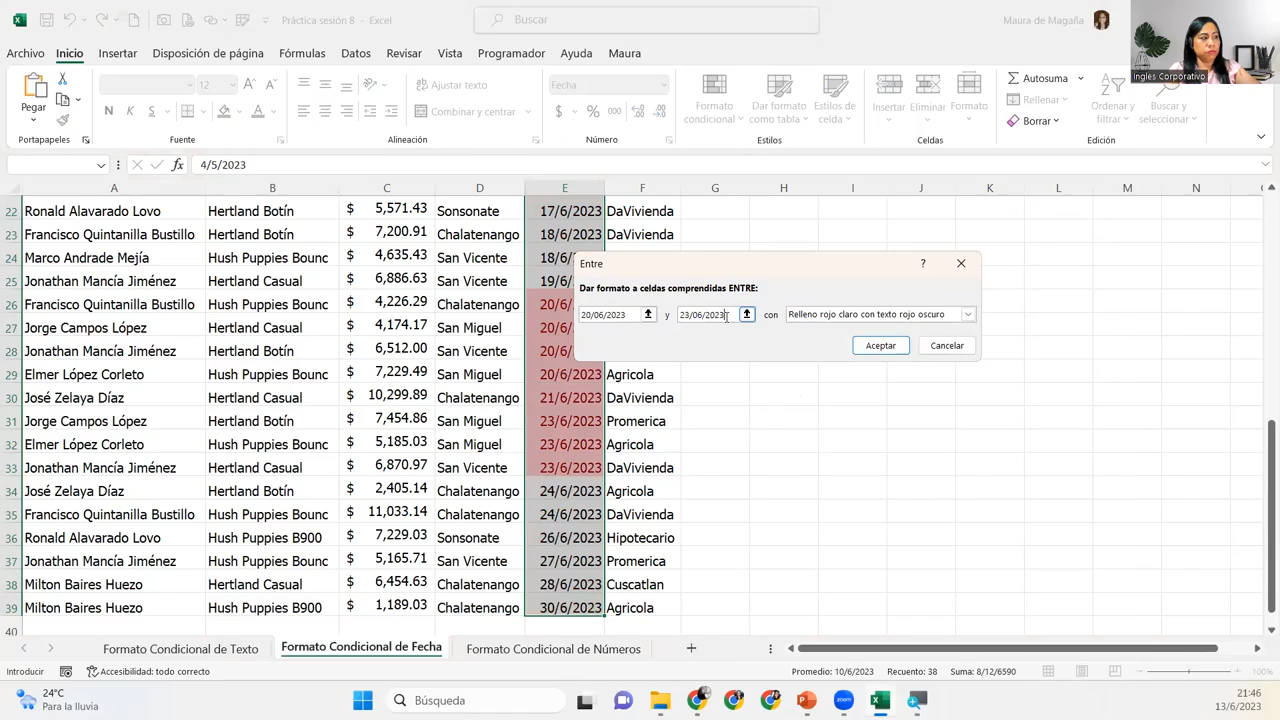 Práctica sesión 8 - Excel
Buscar
Maura de Magaña
Archivo Inicio Insertar Disposición de página Fórmulas Datos Revisar Vista Programador Ayuda Maura
Ingles Corporativo
Pegar
Portapapeles
12
N K S
Fuente
Ajustar texto
Combinar y centrar
Alineación
Fecha
$ % 000
Número
Formato condicional
Dar formato como tabla
Estilos de celda
Estilos
Insertar
Eliminar
Formato
Celdas
Autosuma
Rellenar
Borrar
Ordenar y filtrar
Buscar y seleccionar
Edición
fx 4/5/2023
A B C D E F G H I J K L M N
22 Ronald Alavarado Lovo Hertland Botín $ 5,571.43 Sonsonate 17/6/2023 DaVivienda
23 Francisco Quintanilla Bustillo Hertland Botín $ 7,200.91 Chalatenango 18/6/2023 DaVivienda
24 Marco Andrade Mejía Hush Puppies Bounc $ 4,635.43 San Vicente 18/6
25 Jonathan Mancía Jiménez Hertland Casual $ 6,886.63 San Vicente 19/6
26 Francisco Quintanilla Bustillo Hush Puppies Bounc $ 4,226.29 Chalatenango 20/6
27 Jorge Campos López Hertland Casual $ 4,174.17 San Miguel 20/6
28 Jorge Campos López Hush Puppies Bounc $ 6,512.00 San Miguel 20/6
29 Elmer López Corleto Hush Puppies Bounc $ 7,229.49 San Miguel 20/6/2023 Agricola
30 José Zelaya Díaz Hertland Casual $ 10,299.89 Chalatenango 21/6/2023 DaVivienda
31 Jorge Campos López Hush Puppies Bounc $ 7,454.86 San Miguel 23/6/2023 Promerica
32 Elmer López Corleto Hush Puppies Bounc $ 5,185.03 San Miguel 23/6/2023 Agricola
33 Jonathan Mancía Jiménez Hertland Casual $ 6,870.97 San Vicente 23/6/2023 DaVivienda
34 José Zelaya Díaz Hertland Botín $ 2,405.14 Chalatenango 24/6/2023 Agricola
35 Francisco Quintanilla Bustillo Hush Puppies Bounc $ 11,033.14 Chalatenango 24/6/2023 DaVivienda
36 Ronald Alavarado Lovo Hush Puppies B900 $ 7,229.03 Sonsonate 26/6/2023 Hipotecario
37 Jonathan Mancía Jiménez Hush Puppies Bounc $ 5,165.71 San Vicente 27/6/2023 Promerica
38 Milton Baires Huezo Hertland Casual $ 6,454.63 Chalatenango 28/6/2023 Cuscatlan
39 Milton Baires Huezo Hush Puppies B900 $ 1,189.03 Chalatenango 30/6/2023 Agricola
40
Entre ?
Dar formato a celdas comprendidas ENTRE:
20/06/2023 y 23/06/2023 con Relleno rojo claro con texto rojo oscuro
Aceptar Cancelar
Formato Condicional de Texto Formato Condicional de Fecha Formato Condicional de Números
Introducir Accesibilidad: todo correcto Promedio: 10/6/2023 Recuento: 38 Suma: 8/12/6590 100%
24°C
Para la lluvia
Búsqueda
zoom
21:46
13/6/2023